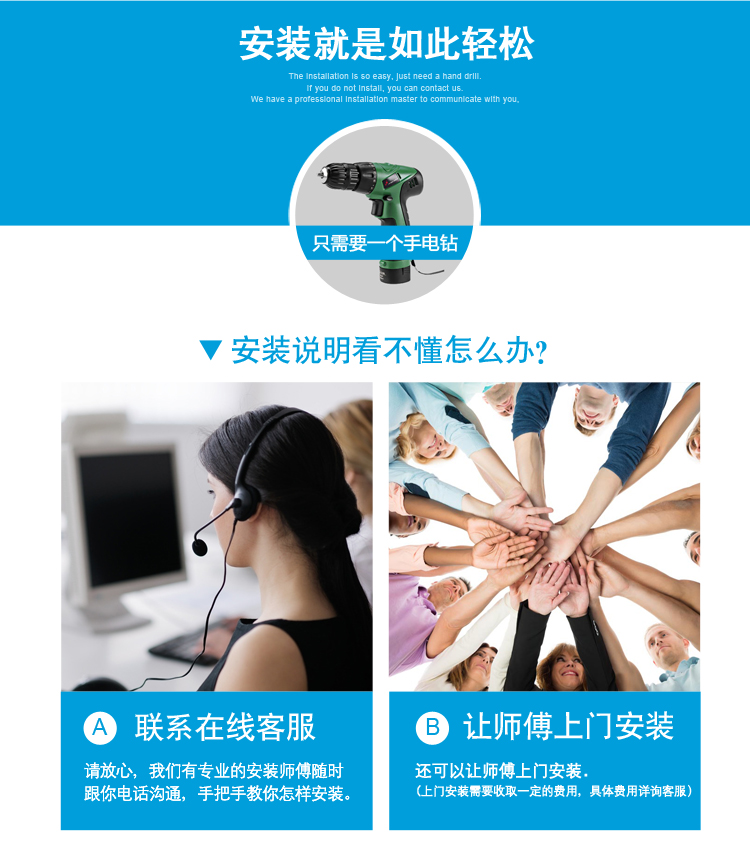 安装就是如此轻松
The installation is so easy, just need a hand drill.
If you do not install, you can contact us.
We have a professional installation master to communicate with you,
只需要一个手电钻
▼ 安装说明看不懂怎么办?
A 联系在线客服
请放心，我们有专业的安装师傅随时
跟你电话沟通，手把手教你怎样安装。
B 让师傅上门安装
还可以让师傅上门安装.
(上门安装需要收取一定的费用，具体费用详询客服)